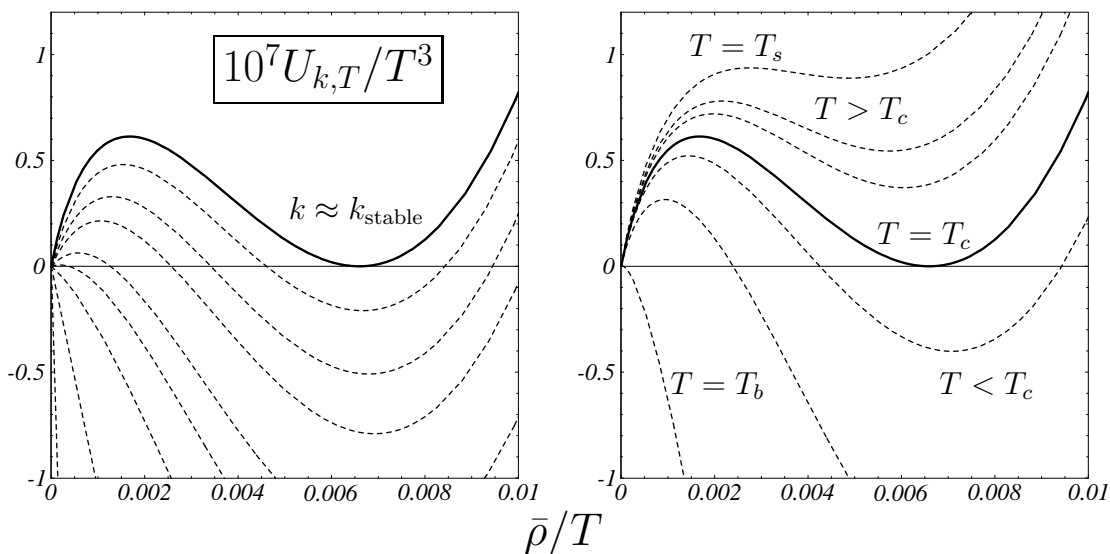 10^7 U_{k,T}/T^3
k ≈ k_{stable}
1
0.5
0
-0.5
-1
0
0.002
0.004
0.006
0.008
0.01
T = T_s
T > T_c
T = T_c
T = T_b
T < T_c
1
0.5
0
-0.5
-1
0
0.002
0.004
0.006
0.008
0.01
ρ̄/T